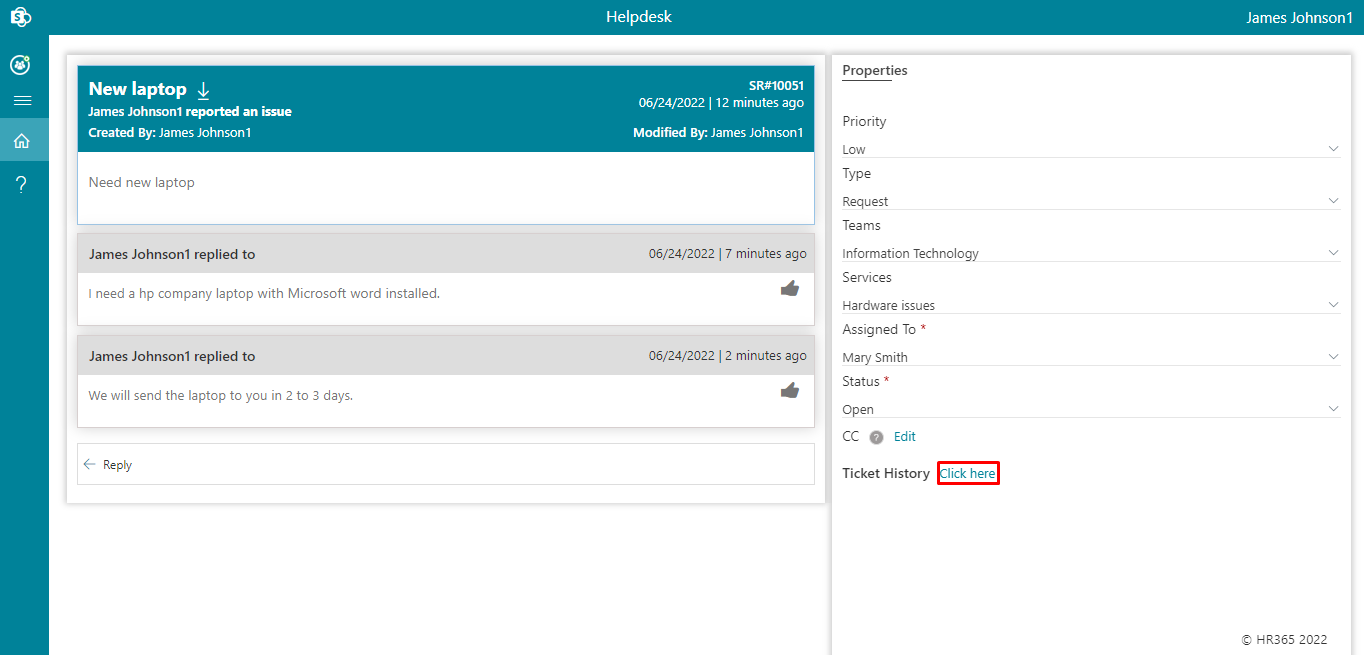 Helpdesk
James Johnson1
New laptop
SR#10051
James Johnson1 reported an issue
06/24/2022 | 12 minutes ago
Created By: James Johnson1
Modified By: James Johnson1
Need new laptop
James Johnson1 replied to
06/24/2022 | 7 minutes ago
I need a hp company laptop with Microsoft word installed.
James Johnson1 replied to
06/24/2022 | 2 minutes ago
We will send the laptop to you in 2 to 3 days.
Reply
Properties
Priority
Low
Type
Request
Teams
Information Technology
Services
Hardware issues
Assigned To *
Mary Smith
Status *
Open
CC ? Edit
Ticket History Click here
© HR365 2022